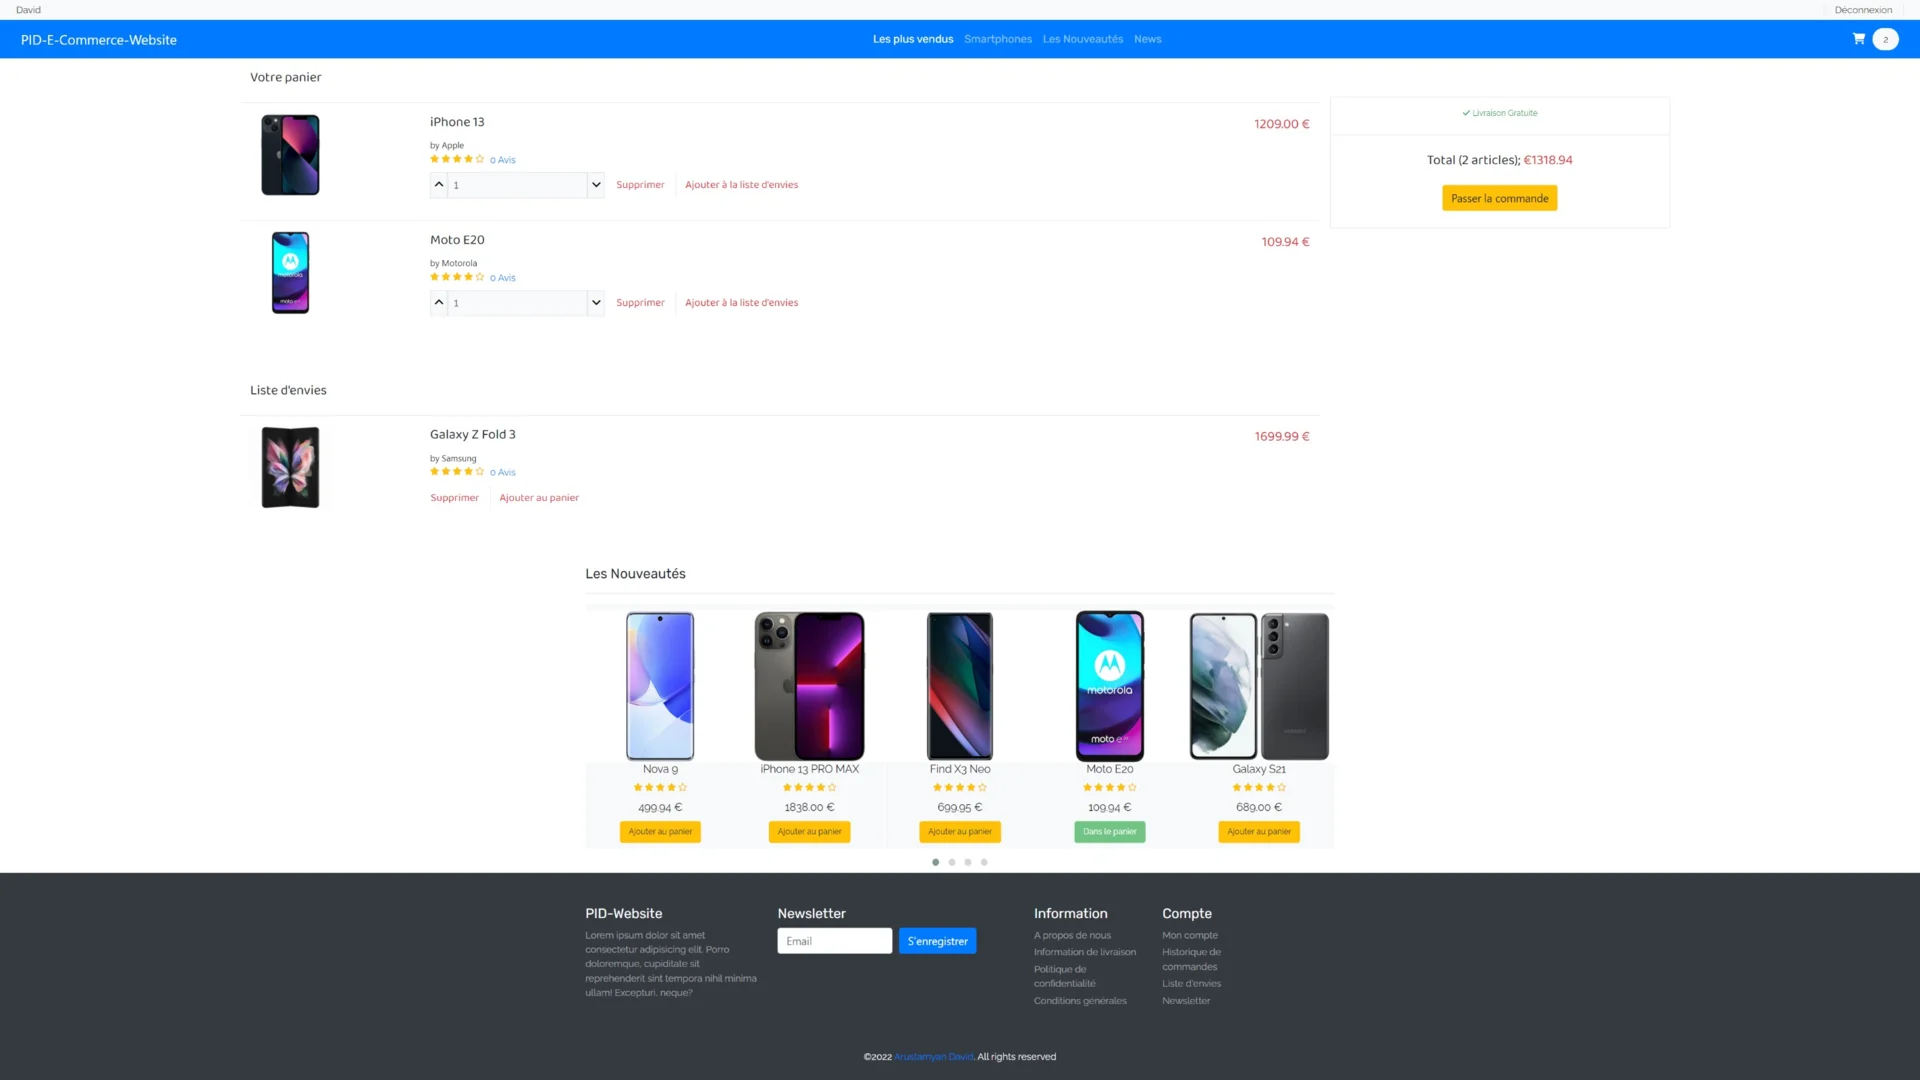 David
Déconnexion
PID-E-Commerce-Website
Les plus vendus
Smartphones
Les Nouveautés
News
2
Votre panier
iPhone 13
1209.00 €
by Apple
0 Avis
1
Supprimer
Ajouter à la liste d'envies
Moto E20
109.94 €
by Motorola
0 Avis
1
Supprimer
Ajouter à la liste d'envies
Livraison Gratuite
Total (2 articles); €1318.94
Passer la commande
Liste d'envies
Galaxy Z Fold 3
1699.99 €
by Samsung
0 Avis
Supprimer
Ajouter au panier
Les Nouveautés
motorola
moto e
Nova 9
iPhone 13 PRO MAX
Find X3 Neo
Moto E20
Galaxy S21
499.94 €
1838.00 €
699.95 €
109.94 €
689.00 €
Ajouter au panier
Ajouter au panier
Ajouter au panier
Dans le panier
Ajouter au panier
PID-Website
Lorem ipsum dolor sit amet
consectetur adipisicing elit. Porro
doloremque, cupiditate sit
reprehenderit sint tempora nihil minima
ullam! Excepturi, neque?
Newsletter
Email
S'enregistrer
Information
A propos de nous
Information de livraison
Politique de
confidentialité
Conditions générales
Compte
Mon compte
Historique de
commandes
Liste d'envies
Newsletter
©2022 Arustamyan David. All rights reserved